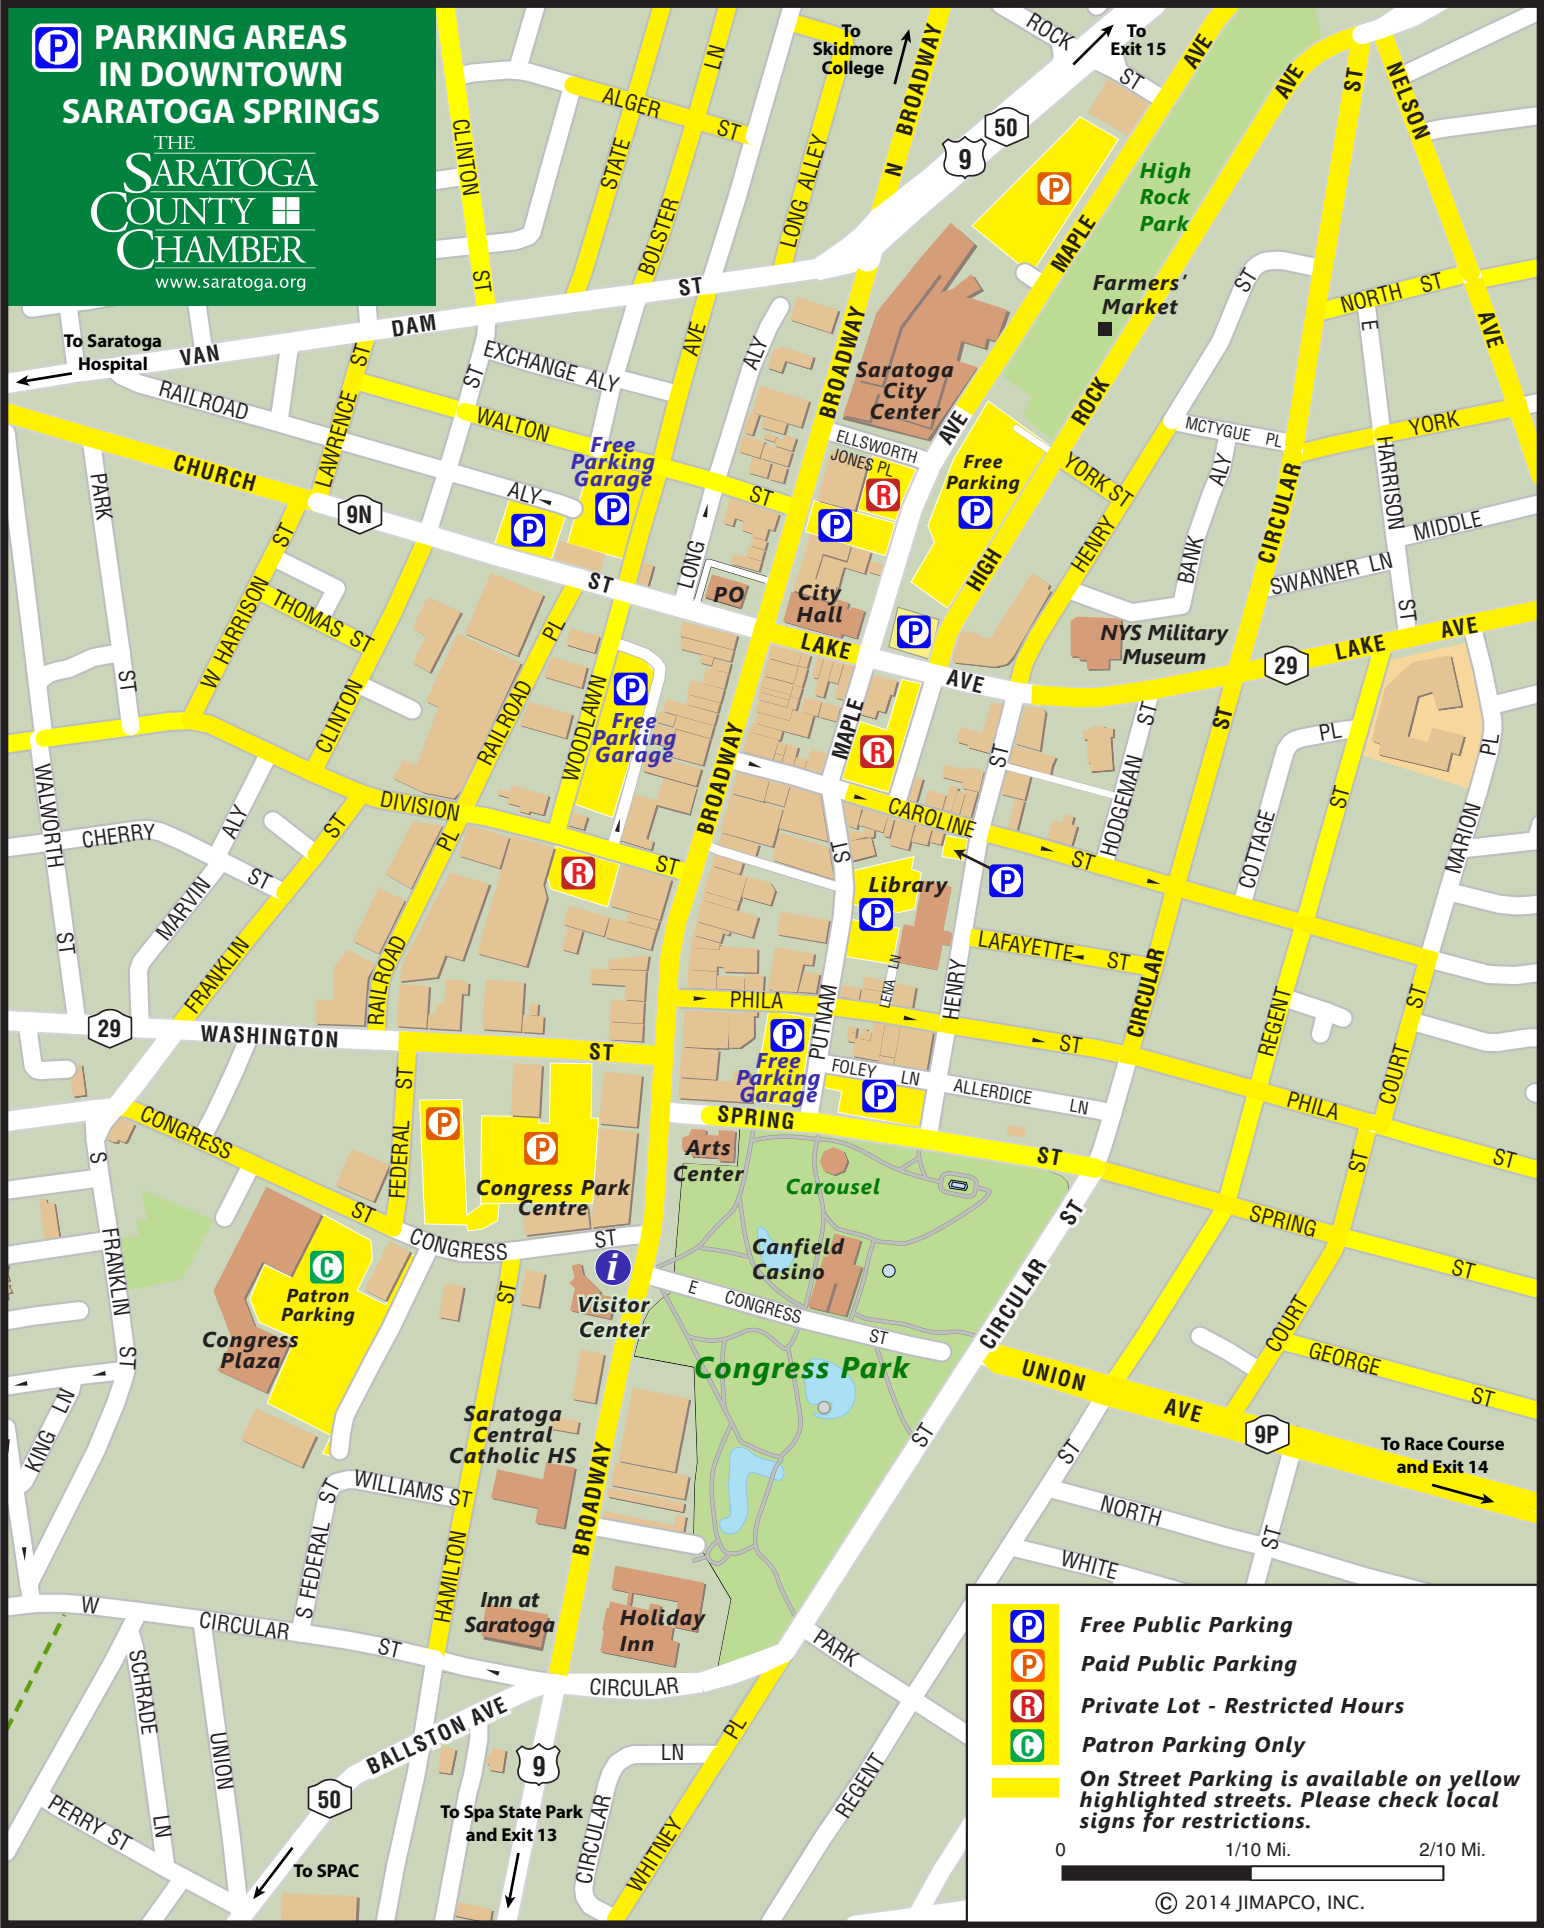 PARKING AREAS
IN DOWNTOWN
SARATOGA SPRINGS
THE
SARATOGA
COUNTY
CHAMBER
www.saratoga.org
P
To
Skidmore
College
ROCK
ST
To
Exit 15
50
9
N BROADWAY
AVE
AVE
ST
NELSON
AVE
ALGER
ST
LN
CLINTON
ST
STATE
BOLSTER
AVE
LONG ALLEY
P
High
Rock
Park
MAPLE
Farmers'
Market
ST
NORTH ST
E
HARRISON
ST
To Saratoga
Hospital
VAN
DAM
ST
RAILROAD
ALY
EXCHANGE ALY
ST
ST
LAWRENCE
WALTON
ST
ALY
LONG
BROADWAY
Saratoga
City
Center
AVE
ROCK
HIGH
ELLSWORTH
JONES PL
R
P
Free
Parking
P
YORK ST
MCTYGUE PL
YORK
ALY
BANK
HENRY
CIRCULAR
ST
MIDDLE
SWANNER LN
CHURCH
ST
9N
PARK
ST
Free
Parking
Garage
P
P
PO
City
Hall
P
NYS Military
Museum
LAKE
AVE
29
LAKE
AVE
ST
W HARRISON
THOMAS ST
CLINTON
ST
PL
RAILROAD
WOODLAWN
P
Free
Parking
Garage
MAPLE
R
ST
HODGEMAN
ST
PL
COTTAGE
ST
PL
MARION
WALWORTH
ST
CHERRY
ST
ALY
MARVIN
FRANKLIN
DIVISION
ST
PL
RAILROAD
R
BROADWAY
CAROLINE
ST
P
ST
PUTNAM
Library
P
LAFAYETTE
ST
LENA LN
HENRY
CIRCULAR
REGENT
COURT
ST
29
WASHINGTON
ST
PHILA
ST
PHILA
ST
P
Free
Parking
Garage
FOLEY LN
P
ALLERDICE LN
SPRING
ST
SPRING
ST
CONGRESS
ST
FEDERAL
ST
P
P
Congress Park
Centre
Arts
Center
Carousel
S
FRANKLIN
ST
CONGRESS
ST
i
Visitor
Center
Canfield
Casino
E CONGRESS ST
CIRCULAR
ST
ST
COURT
GEORGE
ST
C
Patron
Parking
Congress
Plaza
ST
HAMILTON
Congress Park
UNION
AVE
9P
To Race Course
and Exit 14
KING LN
Saratoga
Central
Catholic HS
WILLIAMS ST
S FEDERAL
ST
BROADWAY
ST
ST
NORTH
ST
WHITE
Inn at
Saratoga
Holiday
Inn
W
CIRCULAR
ST
CIRCULAR
PARK
SCHRADE
LN
UNION
PERRY ST
BALLSTON AVE
50
To SPAC
9
To Spa State Park
and Exit 13
LN
CIRCULAR
WHITNEY
PL
REGENT
P Free Public Parking
P Paid Public Parking
R Private Lot - Restricted Hours
C Patron Parking Only
On Street Parking is available on yellow
highlighted streets. Please check local
signs for restrictions.
0 1/10 Mi. 2/10 Mi.
© 2014 JIMAPCO, INC.